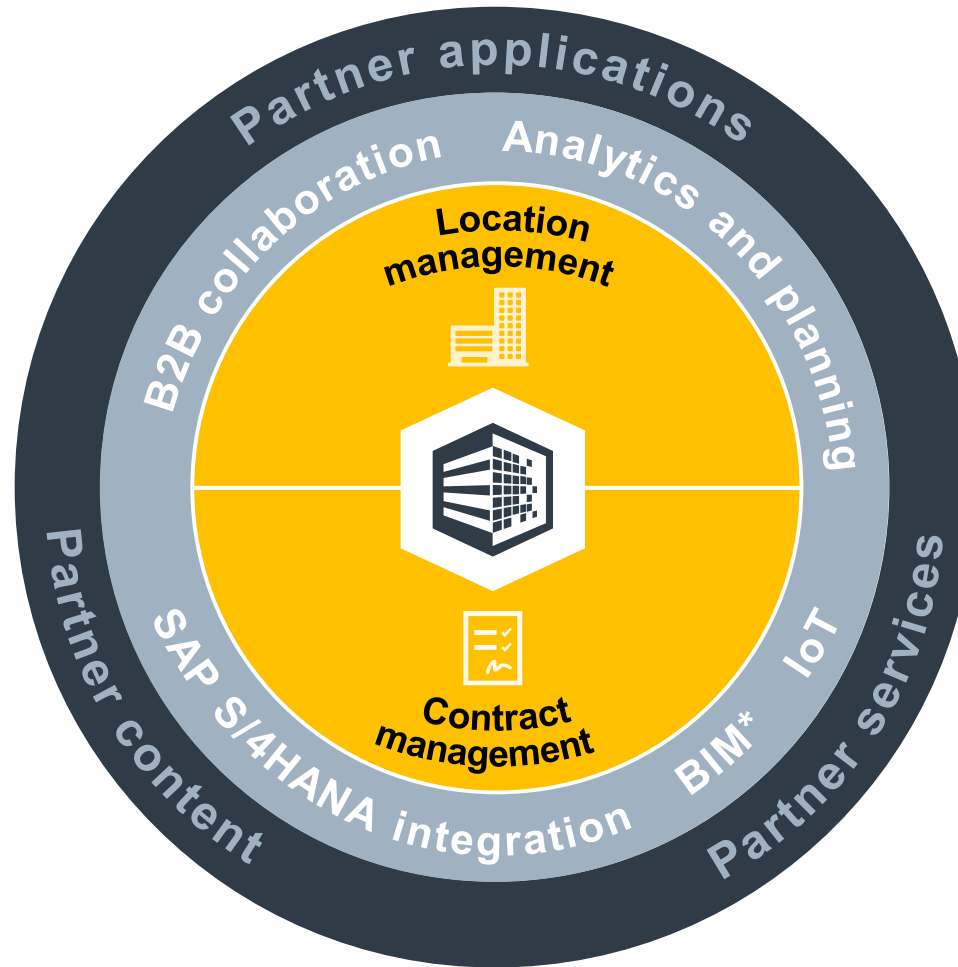 Partner applications
B2B collaboration
Analytics and planning
Location
management
Contract
management
SAP S/4HANA integration
BIM*
IoT
Partner content
Partner services